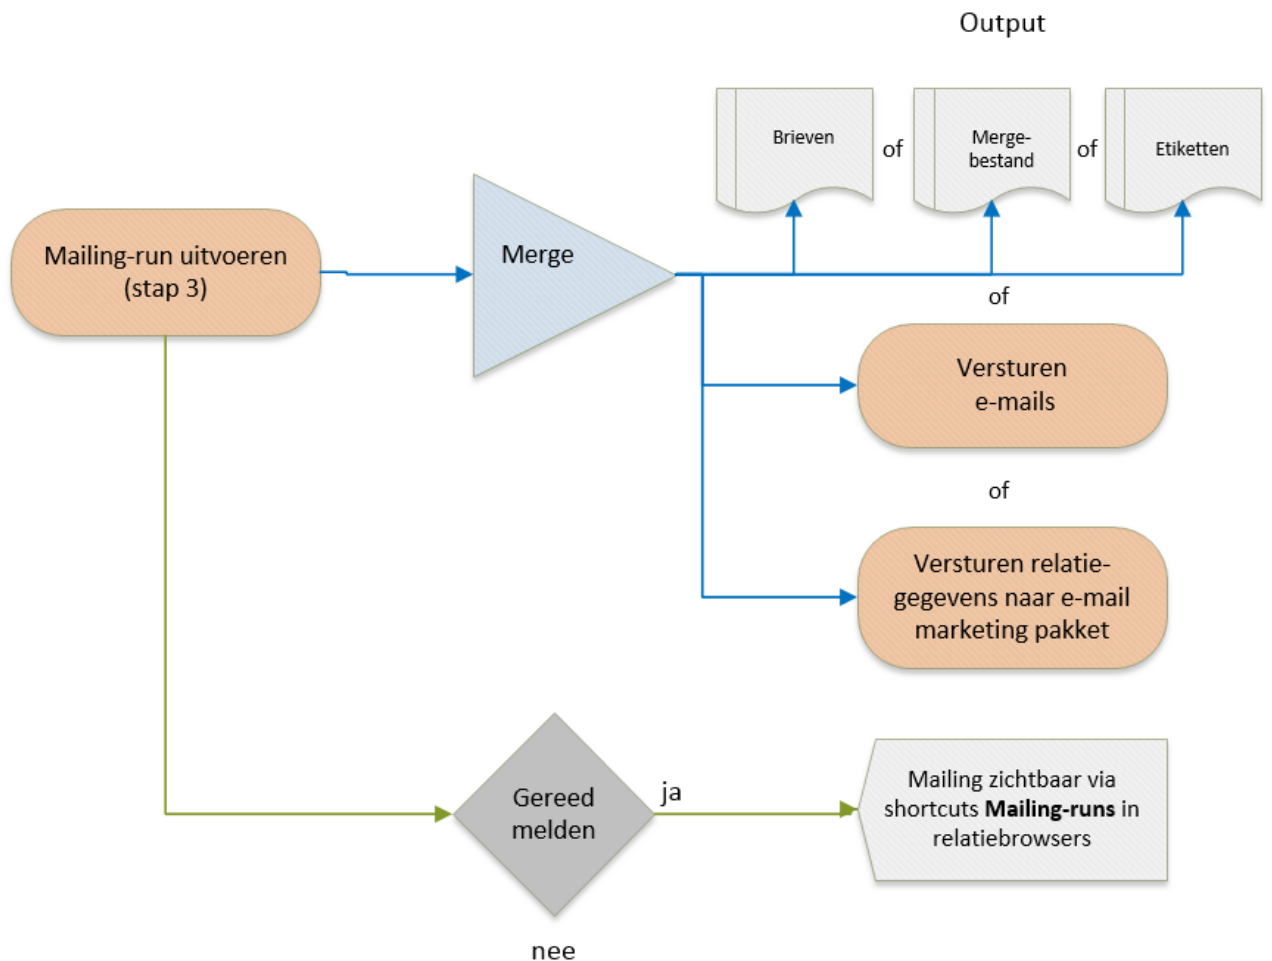 Output
Brieven
of
Merge-
bestand
of
Etiketten
Mailing-run uitvoeren
(stap 3)
Merge
of
Versturen
e-mails
of
Versturen relatie-
gegevens naar e-mail
marketing pakket
Gereed
melden
ja
Mailing zichtbaar via
shortcuts Mailing-runs in
relatiebrowsers
nee